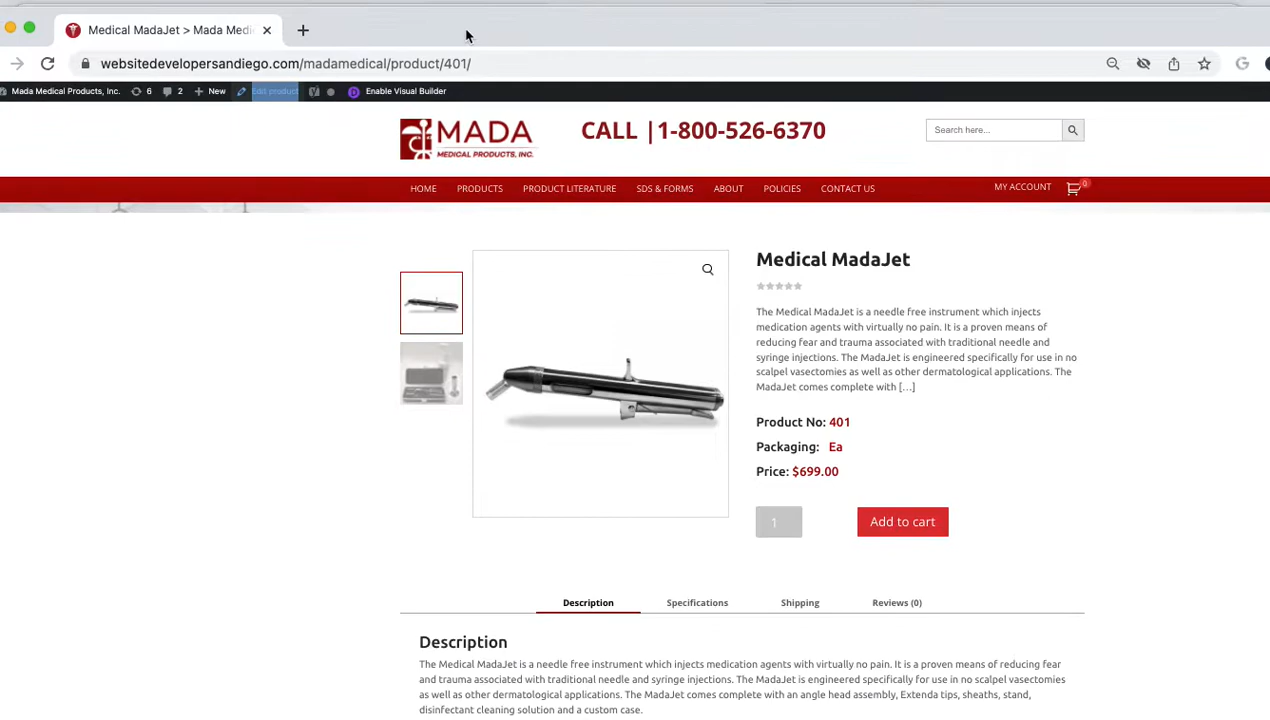 Medical MadaJet > Mada Medi
websitedevelopersandiego.com/madamedical/product/401/
Mada Medical Products, Inc. 6 2 + New Edit product Enable Visual Builder
MADA
MEDICAL PRODUCTS, INC.
CALL |1-800-526-6370
Search here...
HOME PRODUCTS PRODUCT LITERATURE SDS & FORMS ABOUT POLICIES CONTACT US MY ACCOUNT 0
Medical MadaJet
The Medical MadaJet is a needle free instrument which injects
medication agents with virtually no pain. It is a proven means of
reducing fear and trauma associated with traditional needle and
syringe injections. The MadaJet is engineered specifically for use in no
scalpel vasectomies as well as other dermatological applications. The
MadaJet comes complete with […]
Product No: 401
Packaging: Ea
Price: $699.00
1 Add to cart
Description Specifications Shipping Reviews (0)
Description
The Medical MadaJet is a needle free instrument which injects medication agents with virtually no pain. It is a proven means of reducing fear
and trauma associated with traditional needle and syringe injections. The MadaJet is engineered specifically for use in no scalpel vasectomies
as well as other dermatological applications. The MadaJet comes complete with an angle head assembly, Extenda tips, sheaths, stand,
disinfectant cleaning solution and a custom case.